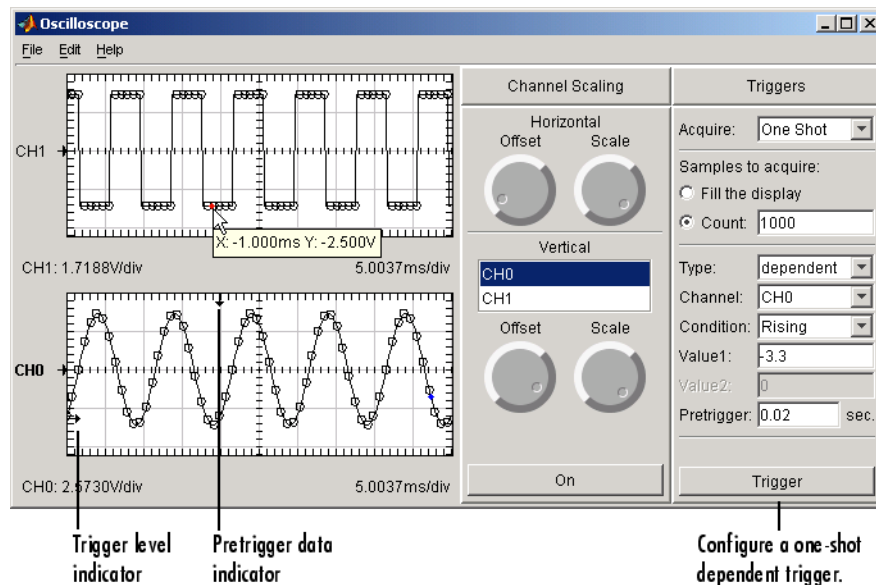 Oscilloscope
File Edit Help
CH1
X: -1.000ms Y: -2.500V
CH1: 1.7188V/div 5.0037ms/div
CH0
CH0: 2.5730V/div 5.0037ms/div
Channel Scaling
Horizontal
Offset Scale
Vertical
CH0
CH1
Offset Scale
On
Triggers
Acquire: One Shot
Samples to acquire:
Fill the display
Count: 1000
Type: dependent
Channel: CH0
Condition: Rising
Value1: -3.3
Value2: 0
Pretrigger: 0.02 sec.
Trigger
Trigger level
indicator
Pretrigger data
indicator
Configure a one-shot
dependent trigger.